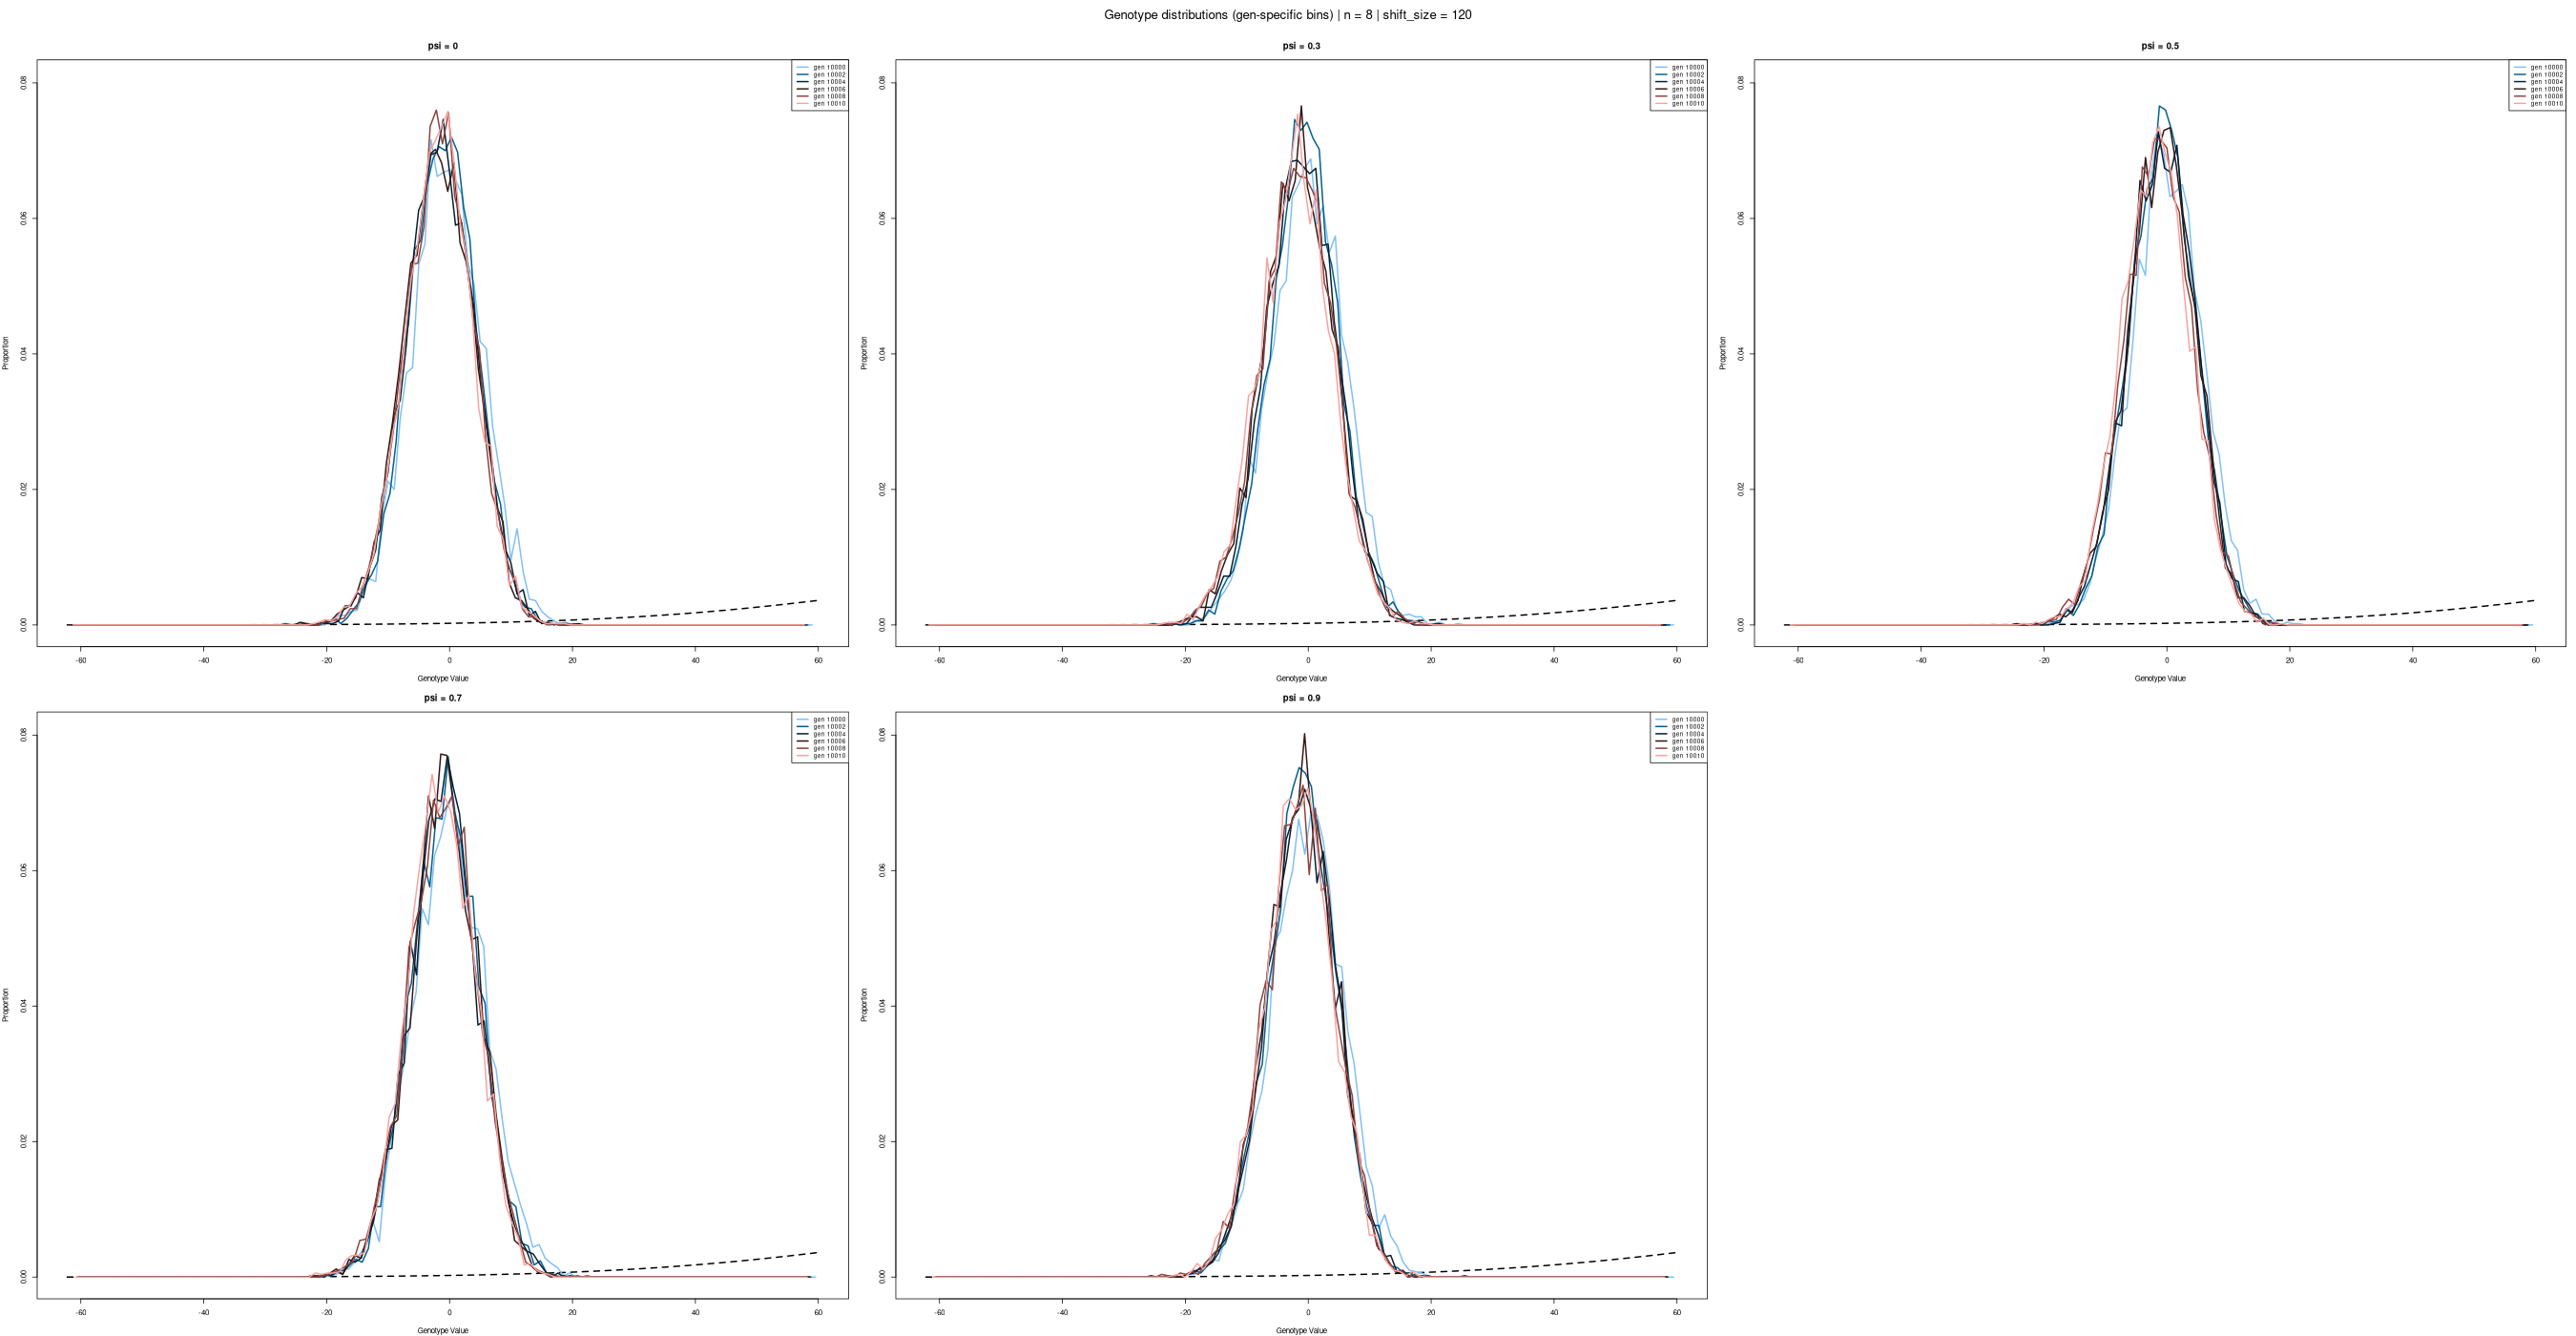 Genotype distributions (gen-specific bins) | n = 8 | shift_size = 120
psi = 0
gen 10000
gen 10002
gen 10004
gen 10006
gen 10008
gen 10010
Proportion
0.00
0.02
0.04
0.06
0.08
-60 -40 -20 0 20 40 60
Genotype Value
psi = 0.3
gen 10000
gen 10002
gen 10004
gen 10006
gen 10008
gen 10010
Proportion
0.00
0.02
0.04
0.06
0.08
-60 -40 -20 0 20 40 60
Genotype Value
psi = 0.5
gen 10000
gen 10002
gen 10004
gen 10006
gen 10008
gen 10010
Proportion
0.00
0.02
0.04
0.06
0.08
-60 -40 -20 0 20 40 60
Genotype Value
psi = 0.7
gen 10000
gen 10002
gen 10004
gen 10006
gen 10008
gen 10010
Proportion
0.00
0.02
0.04
0.06
0.08
-60 -40 -20 0 20 40 60
Genotype Value
psi = 0.9
gen 10000
gen 10002
gen 10004
gen 10006
gen 10008
gen 10010
Proportion
0.00
0.02
0.04
0.06
0.08
-60 -40 -20 0 20 40 60
Genotype Value